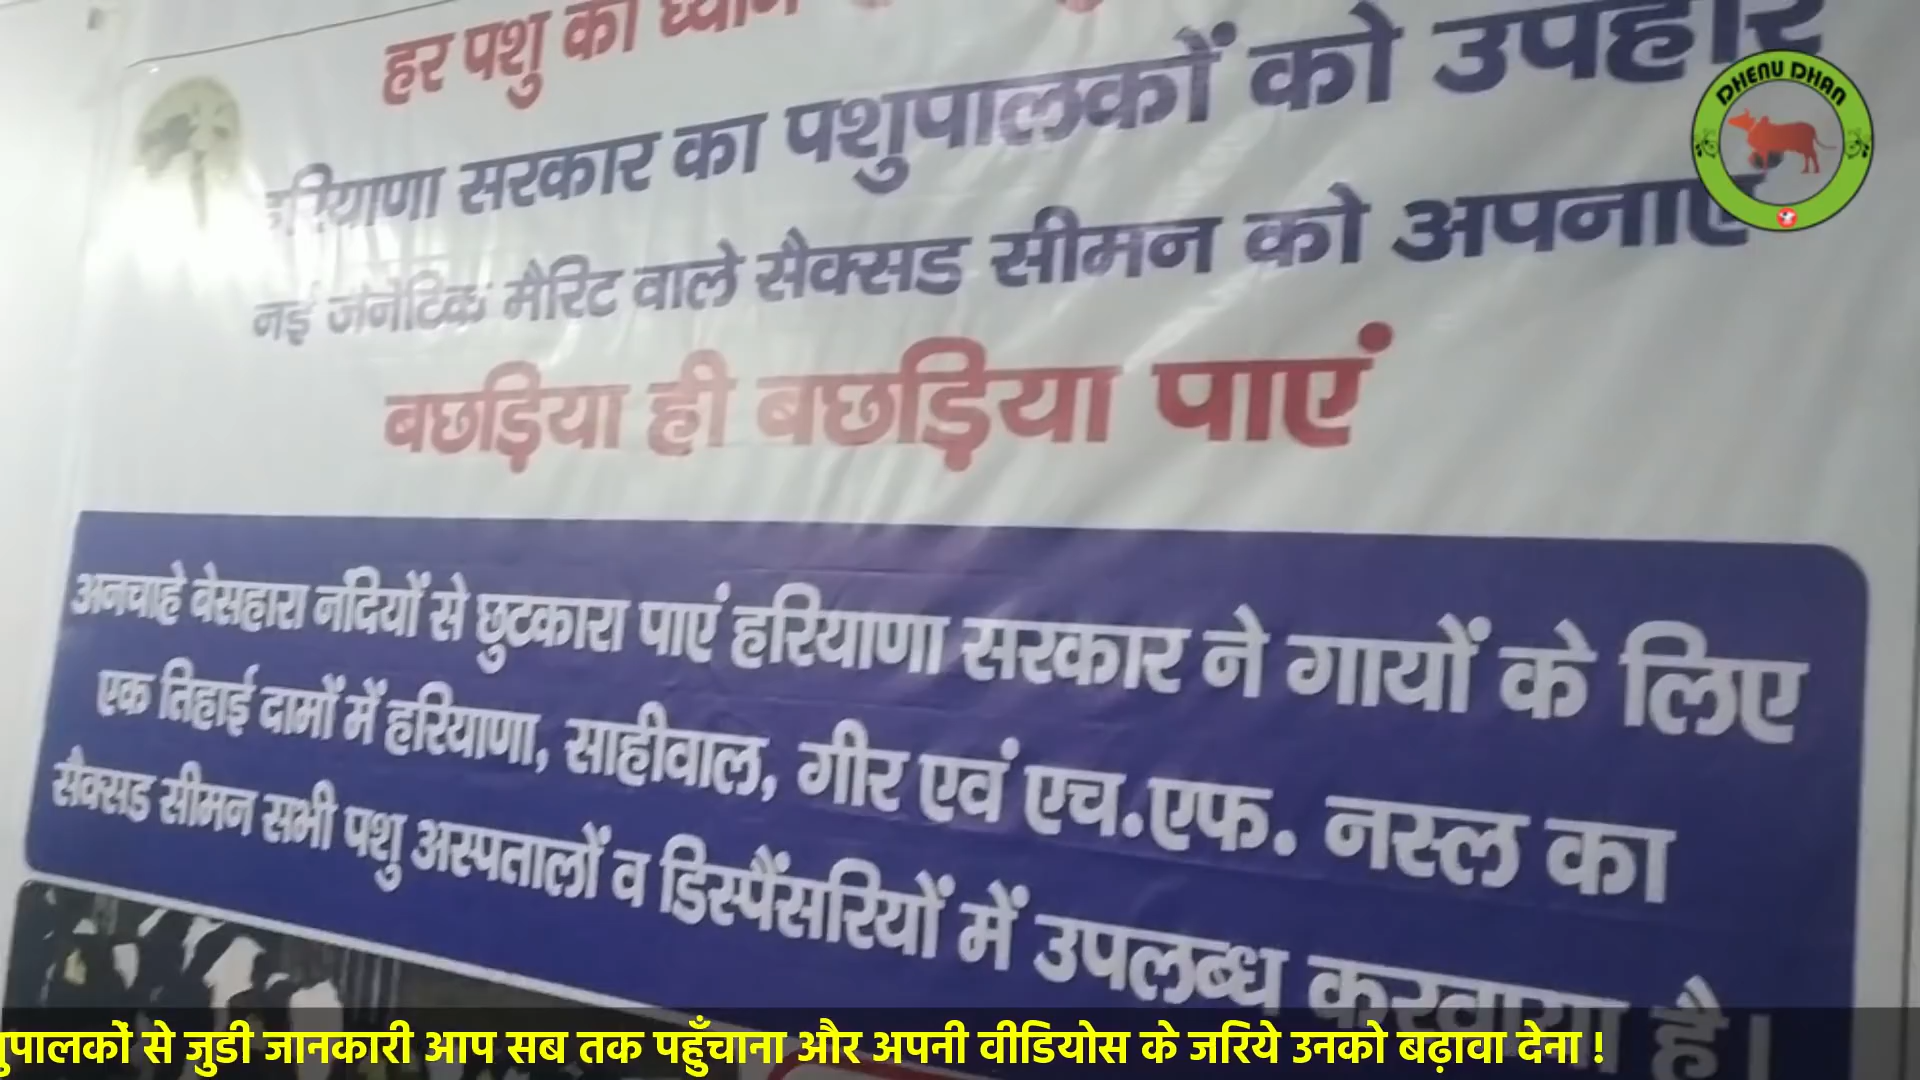 हर पशु का ध्यान
हरियाणा सरकार का पशुपालकों को उपहार
नई जेनेटिक मैरिट वाले सैक्सड सीमन को अपनाएं
बछड़िया ही बछड़िया पाएं
अनचाहे बेसहारा नंदियों से छुटकारा पाएं हरियाणा सरकार ने गायों के लिए
एक तिहाई दामों में हरियाणा, साहीवाल, गीर एवं एच.एफ. नस्ल का
सैक्सड सीमन सभी पशु अस्पतालों व डिस्पैंसरियों में उपलब्ध करवाया है।
DHENU DHAN
पालकों से जुडी जानकारी आप सब तक पहुँचाना और अपनी वीडियोस के जरिये उनको बढ़ावा देना !